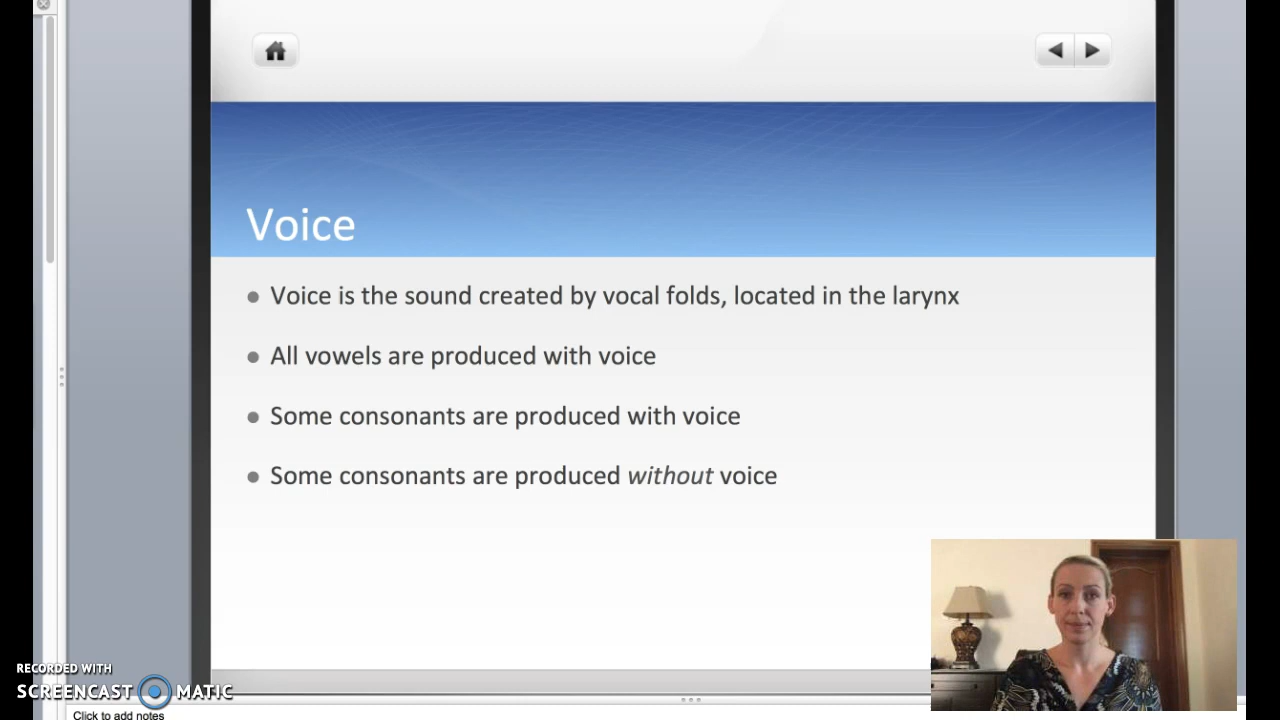 Voice
Voice is the sound created by vocal folds, located in the larynx
All vowels are produced with voice
Some consonants are produced with voice
Some consonants are produced without voice
RECORDED WITH
SCREENCAST MATIC
Click to add notes